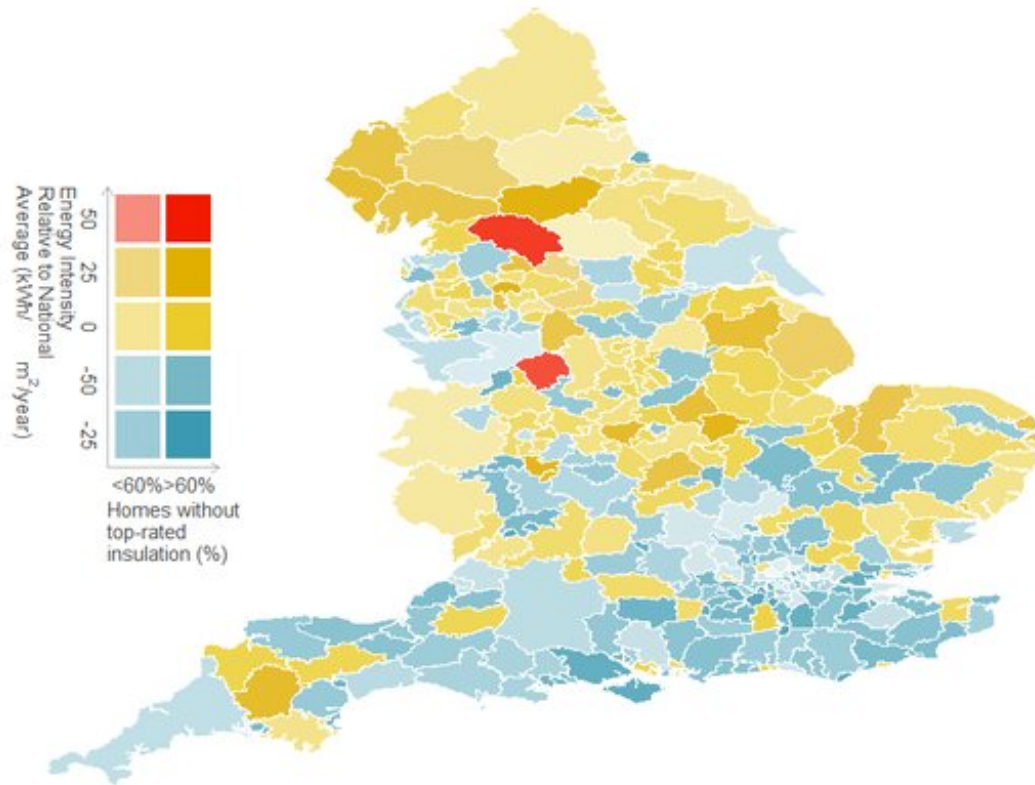 Energy Intensity
Relative to National
Average (kWh/ m²/year)
50
25
0
-50
-25
<60%>60%
Homes without
top-rated
insulation (%)